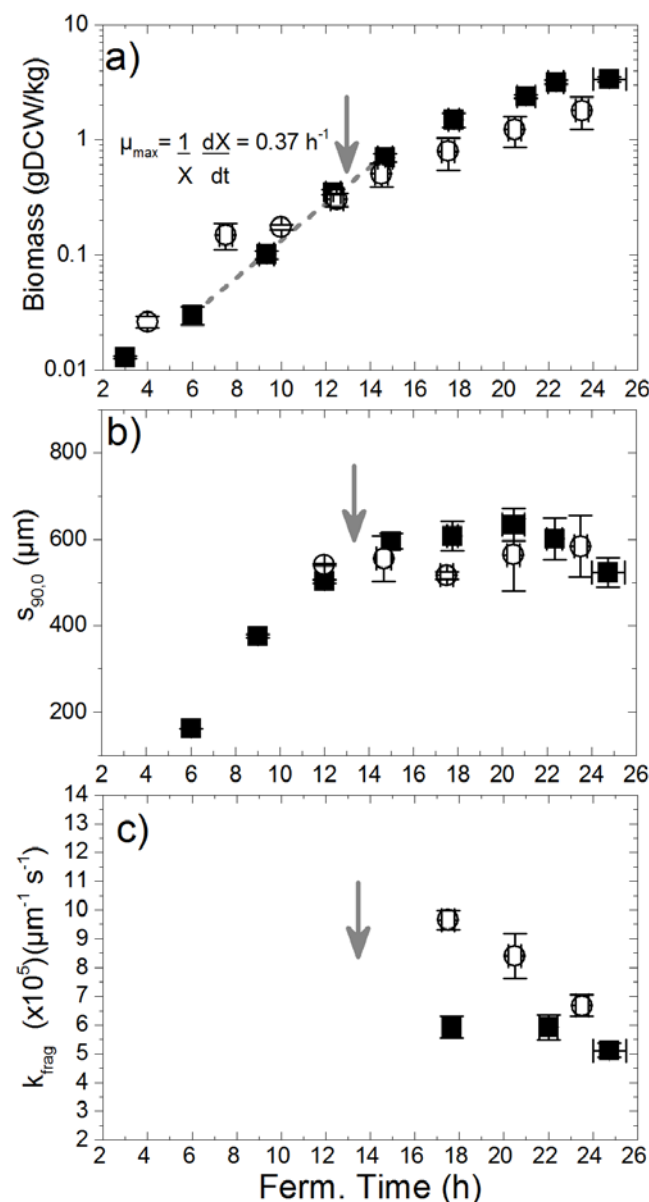 a)
Biomass (gDCW/kg)
10
1
0.1
0.01
μmax = 1/X dX/dt = 0.37 h⁻¹
2 4 6 8 10 12 14 16 18 20 22 24 26
b)
s90,0 (μm)
800
600
400
200
2 4 6 8 10 12 14 16 18 20 22 24 26
c)
kfrag (x10⁵)(μm⁻¹ s⁻¹)
14
13
12
11
10
9
8
7
6
5
4
3
2
2 4 6 8 10 12 14 16 18 20 22 24 26
Ferm. Time (h)